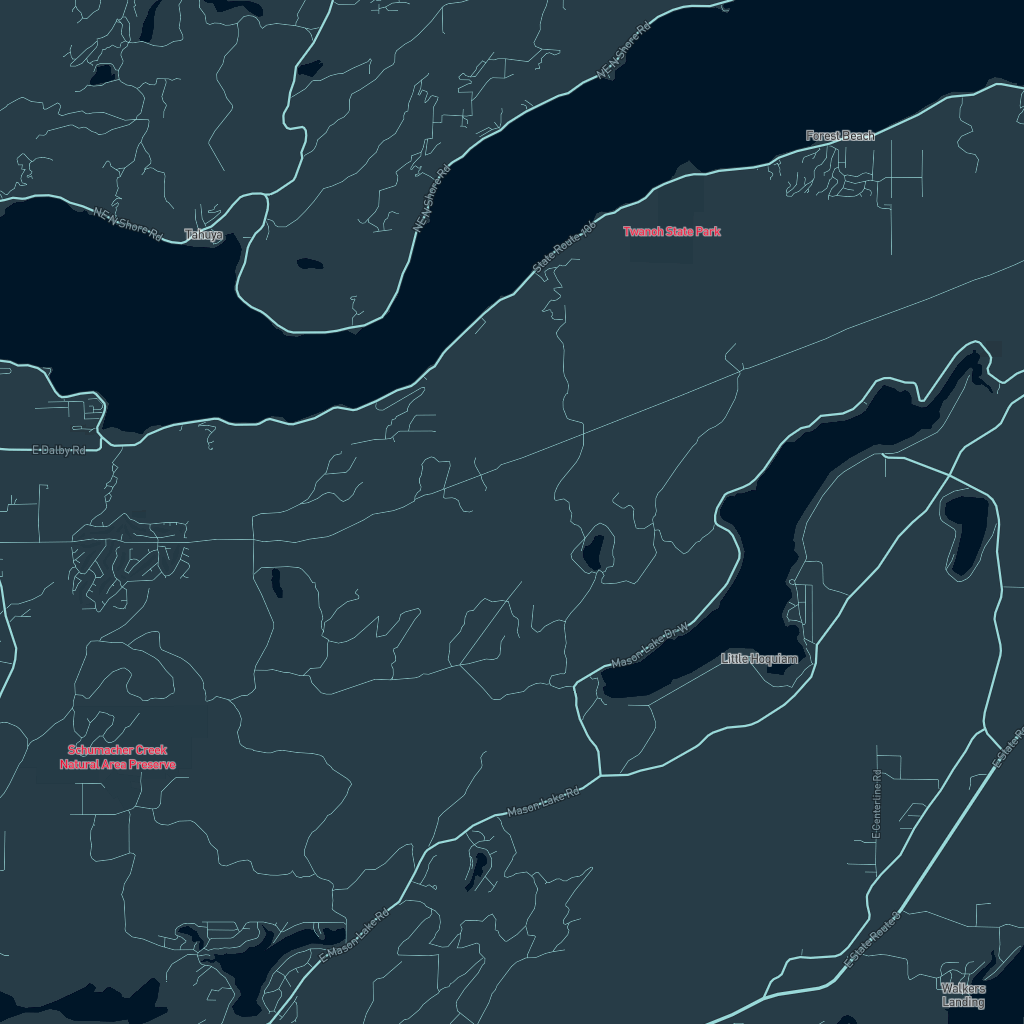 NE N Shore Rd
Forest Beach
NE N Shore Rd
NE N Shore Rd
Tahuya
Twanoh State Park
State Route 106
E Dalby Rd
Mason Lake Dr W
Little Hoquiam
Schumacher Creek
Natural Area Preserve
E State Ro
Mason Lake Rd
E Centerline Rd
E Mason Lake Rd
E State Route 3
Walkers
Landing